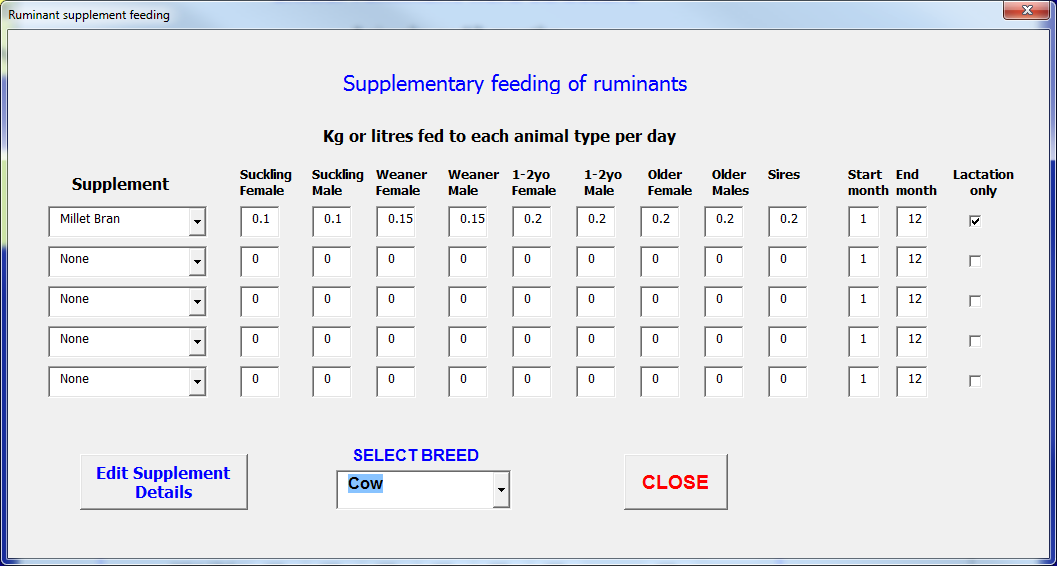 Ruminant supplement feeding
Supplementary feeding of ruminants
Kg or litres fed to each animal type per day
Supplement Suckling Female Suckling Male Weaner Female Weaner Male 1-2yo Female 1-2yo Male Older Female Older Males Sires Start month End month Lactation only
Millet Bran 0.1 0.1 0.15 0.15 0.2 0.2 0.2 0.2 0.2 1 12
None 0 0 0 0 0 0 0 0 0 1 12
None 0 0 0 0 0 0 0 0 0 1 12
None 0 0 0 0 0 0 0 0 0 1 12
None 0 0 0 0 0 0 0 0 0 1 12
Edit Supplement
Details
SELECT BREED
Cow
CLOSE